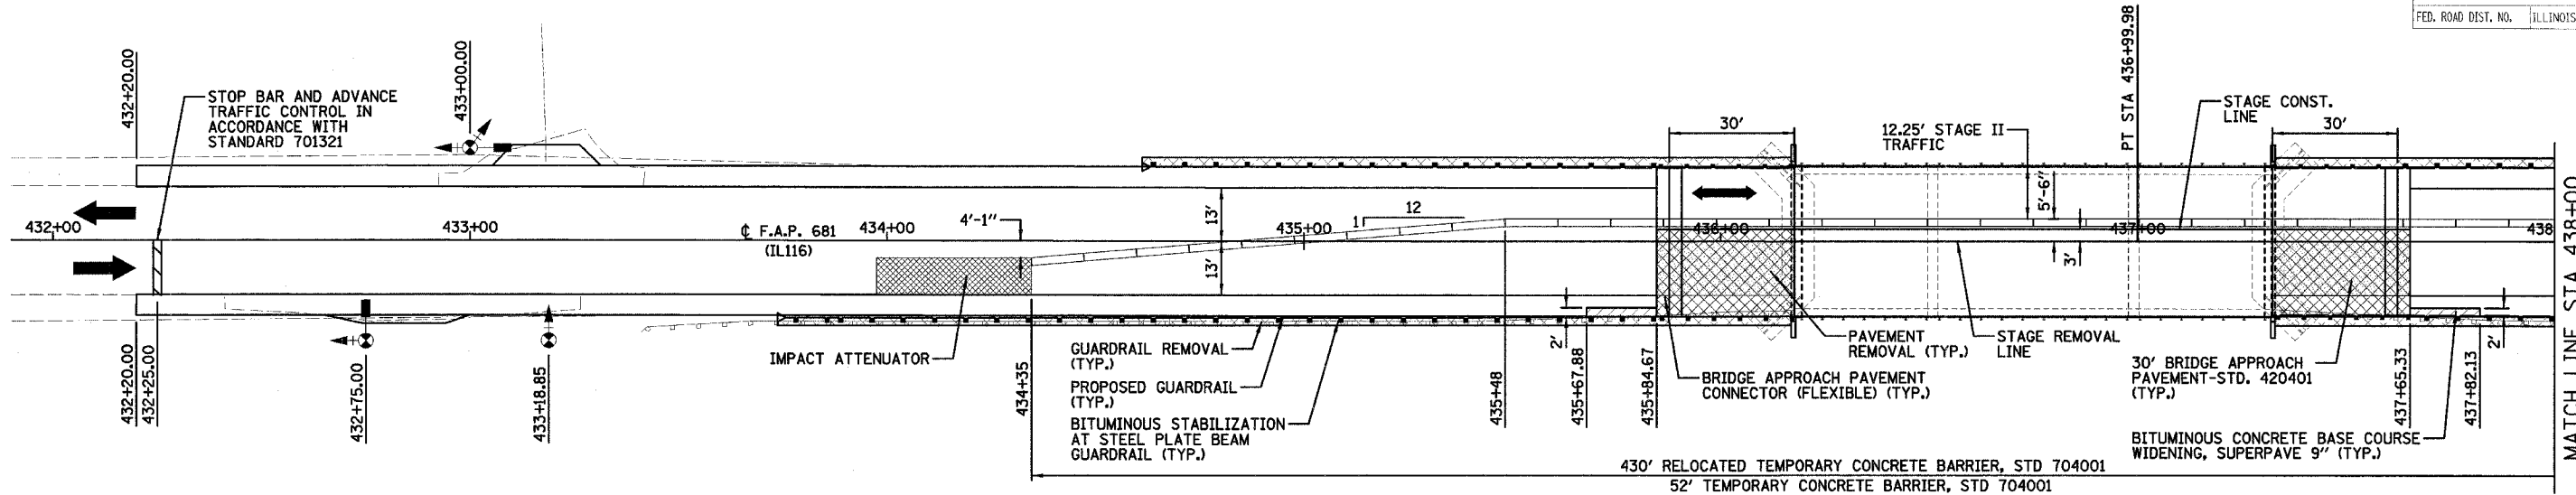 FED. ROAD DIST. NO.
ILLINOIS
432+20.00
STOP BAR AND ADVANCE
TRAFFIC CONTROL IN
ACCORDANCE WITH
STANDARD 701321
433+00.00
30'
12.25' STAGE II
TRAFFIC
PT STA 436+99.98
STAGE CONST.
LINE
30'
432+00
433+00
℄ F.A.P. 681
(IL116)
434+00
4'-1"
13'
13'
435+00
1
12
436+00
5'-6"
3'
437+00
438
MATCH LINE STA 438+00
432+20.00
432+25.00
432+75.00
433+18.85
IMPACT ATTENUATOR
434+35
GUARDRAIL REMOVAL
(TYP.)
PROPOSED GUARDRAIL
(TYP.)
BITUMINOUS STABILIZATION
AT STEEL PLATE BEAM
GUARDRAIL (TYP.)
435+48
2'
435+67.88
435+84.67
BRIDGE APPROACH PAVEMENT
CONNECTOR (FLEXIBLE) (TYP.)
PAVEMENT
REMOVAL (TYP.)
STAGE REMOVAL
LINE
30' BRIDGE APPROACH
PAVEMENT-STD. 420401
(TYP.)
437+65.33
437+82.13
2'
BITUMINOUS CONCRETE BASE COURSE
WIDENING, SUPERPAVE 9" (TYP.)
430' RELOCATED TEMPORARY CONCRETE BARRIER, STD 704001
52' TEMPORARY CONCRETE BARRIER, STD 704001